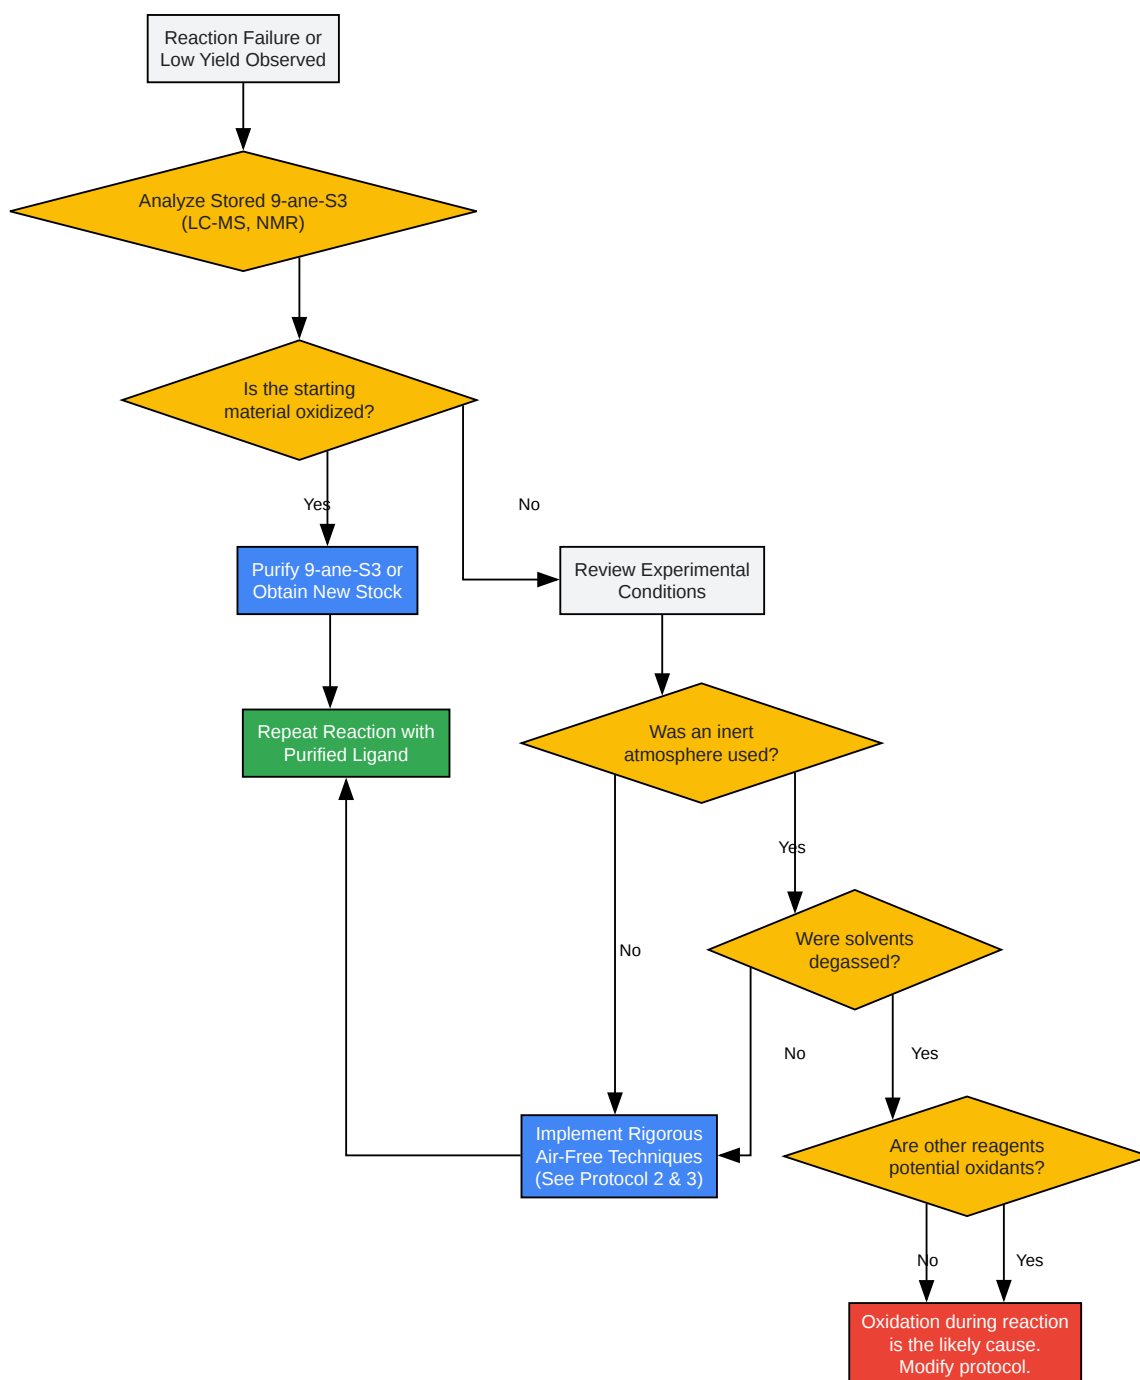 Reaction Failure or
Low Yield Observed
Analyze Stored 9-ane-S3
(LC-MS, NMR)
Is the starting
material oxidized?
Yes
No
Purify 9-ane-S3 or
Obtain New Stock
Review Experimental
Conditions
Repeat Reaction with
Purified Ligand
Was an inert
atmosphere used?
Yes
No
Were solvents
degassed?
No
Yes
Implement Rigorous
Air-Free Techniques
(See Protocol 2 & 3)
Are other reagents
potential oxidants?
No
Yes
Oxidation during reaction
is the likely cause.
Modify protocol.